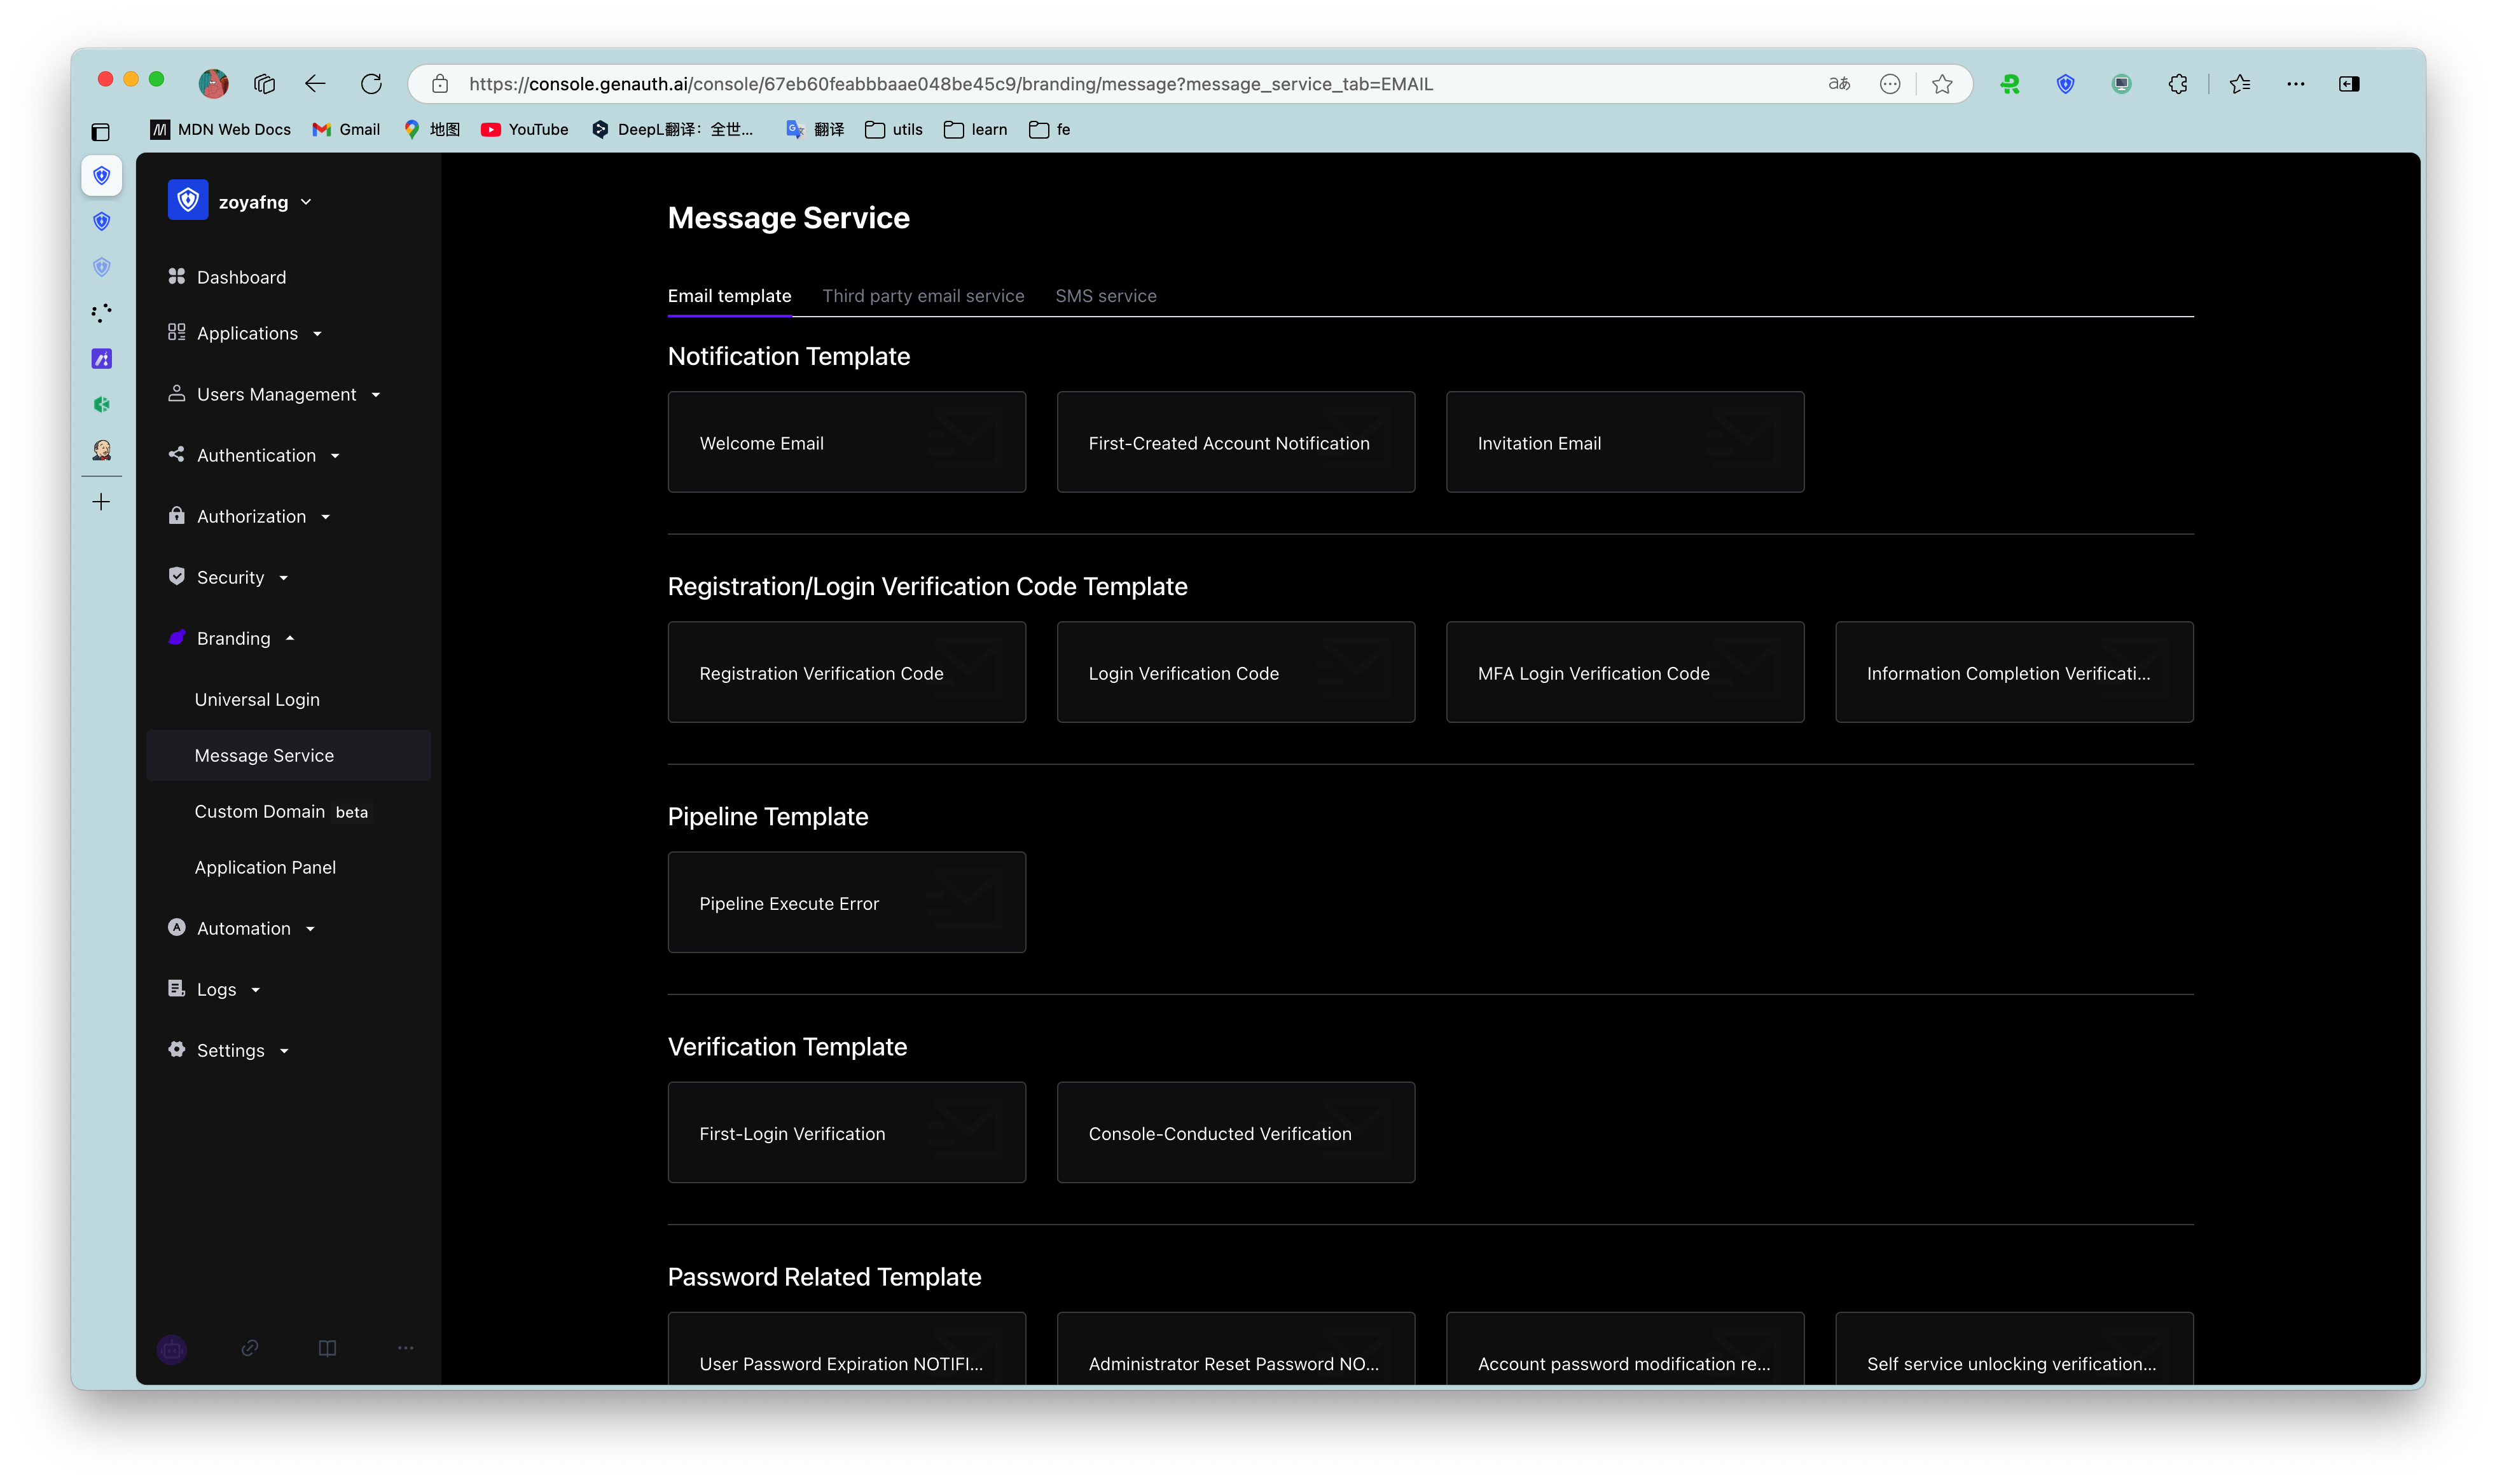 https://console.genauth.ai/console/67eb60feabbbaae048be45c9/branding/message?message_service_tab=EMAIL
aあ
MDN Web Docs
Gmail
地图
YouTube
DeepL翻译：全世...
翻译
utils
learn
fe
zoyafng
Dashboard
Applications
Users Management
Authentication
Authorization
Security
Branding
Universal Login
Message Service
Custom Domain beta
Application Panel
Automation
Logs
Settings
Message Service
Email template
Third party email service
SMS service
Notification Template
Welcome Email
First-Created Account Notification
Invitation Email
Registration/Login Verification Code Template
Registration Verification Code
Login Verification Code
MFA Login Verification Code
Information Completion Verificati...
Pipeline Template
Pipeline Execute Error
Verification Template
First-Login Verification
Console-Conducted Verification
Password Related Template
User Password Expiration NOTIFI...
Administrator Reset Password NO...
Account password modification re...
Self service unlocking verification...